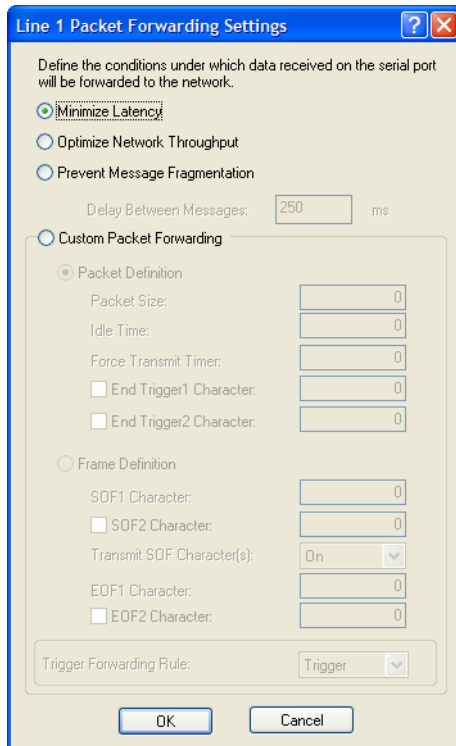 Line 1 Packet Forwarding Settings
Define the conditions under which data received on the serial port
will be forwarded to the network.
Minimize Latency
Optimize Network Throughput
Prevent Message Fragmentation
Delay Between Messages: 250 ms
Custom Packet Forwarding
Packet Definition
Packet Size: 0
Idle Time: 0
Force Transmit Timer: 0
End Trigger1 Character: 0
End Trigger2 Character: 0
Frame Definition
SOF1 Character: 0
SOF2 Character: 0
Transmit SOF Character(s): On
EOF1 Character: 0
EOF2 Character: 0
Trigger Forwarding Rule: Trigger
OK Cancel